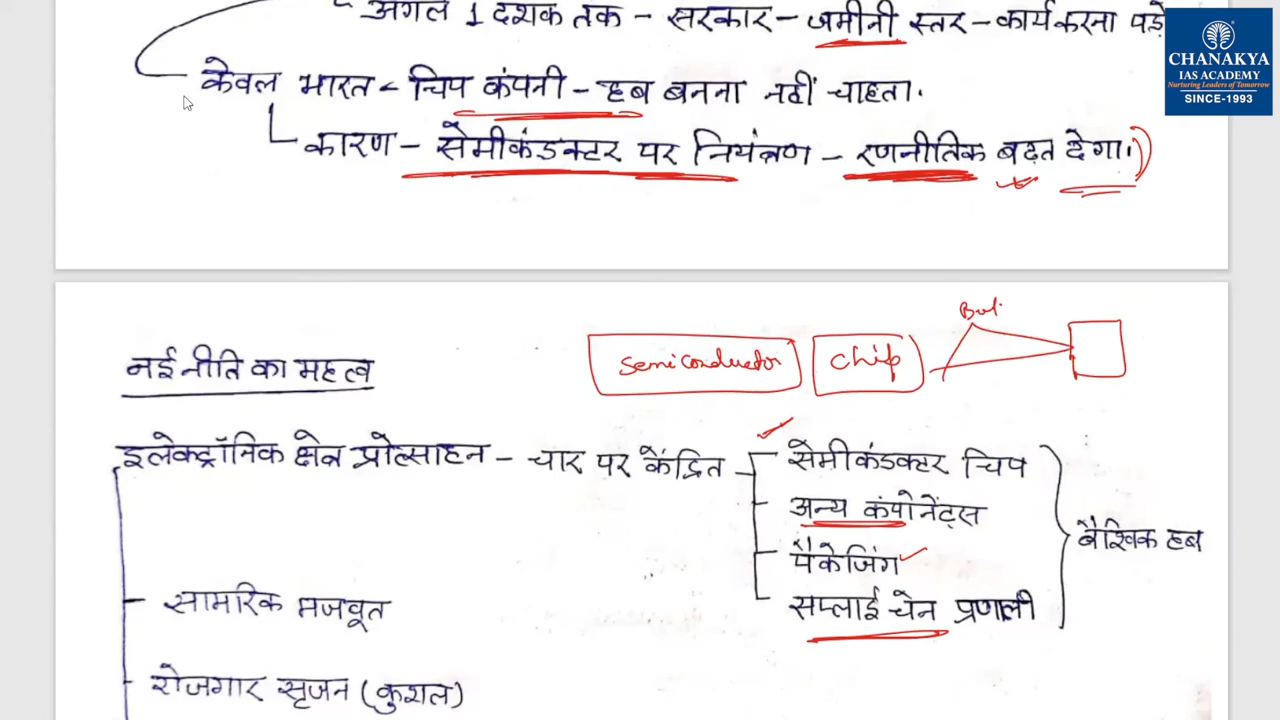 अगले 1 दशक तक - सरकार - जमीनी स्तर - कार्य करना पड़े
केवल भारत - चिप कंपनी - हब बनना नहीं चाहता.
कारण - सेमीकंडक्टर पर नियंत्रण - रणनीतिक बढ़त देगा.)
CHANAKYA
IAS ACADEMY
Nurturing Leaders of Tomorrow
SINCE-1993
नई नीति का महत्व
semiconductor chip
इलेक्ट्रॉनिक क्षेत्र प्रोत्साहन - चार पर केंद्रित - सेमीकंडक्टर चिप
अन्य कंपोनेंट्स
पैकेजिंग
सप्लाई चेन प्रणाली
वैश्विक हब
सामरिक मजबूत
रोजगार सृजन (कुशल)